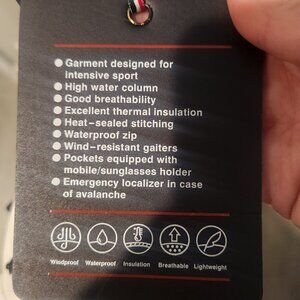 Garment designed for
intensive sport
High water column
Good breathability
Excellent thermal insulation
Heat-sealed stitching
Waterproof zip
Wind-resistant gaiters
Pockets equipped with
mobile/sunglasses holder
Emergency localizer in case
of avalanche
Windproof Waterproof Insulation Breathable Lightweight